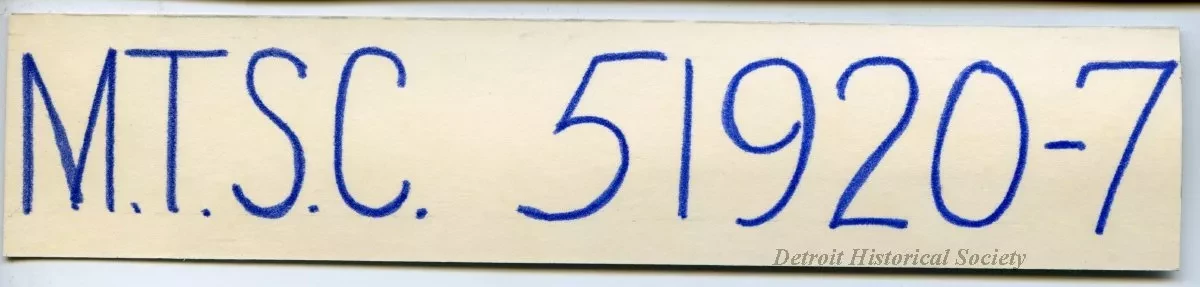 M.T.S.C. 51920-7
Detroit Historical Society